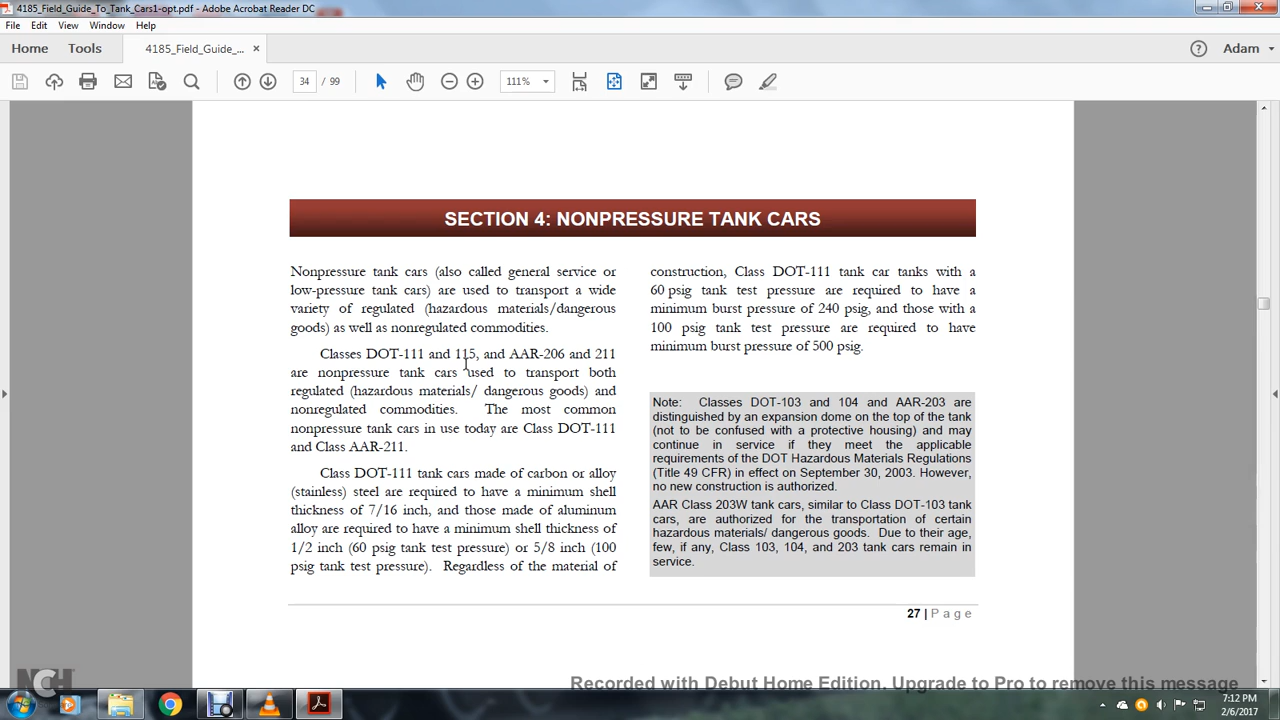 4185_Field_Guide_To_Tank_Cars1-opt.pdf - Adobe Acrobat Reader DC
File Edit View Window Help
Home Tools 4185_Field_Guide_... × Adam
34 / 99 111%
SECTION 4: NONPRESSURE TANK CARS
Nonpressure tank cars (also called general service or
low-pressure tank cars) are used to transport a wide
variety of regulated (hazardous materials/dangerous
goods) as well as nonregulated commodities.
Classes DOT-111 and 115, and AAR-206 and 211
are nonpressure tank cars used to transport both
regulated (hazardous materials/ dangerous goods) and
nonregulated commodities. The most common
nonpressure tank cars in use today are Class DOT-111
and Class AAR-211.
Class DOT-111 tank cars made of carbon or alloy
(stainless) steel are required to have a minimum shell
thickness of 7/16 inch, and those made of aluminum
alloy are required to have a minimum shell thickness of
1/2 inch (60 psig tank test pressure) or 5/8 inch (100
psig tank test pressure). Regardless of the material of
construction, Class DOT-111 tank car tanks with a
60 psig tank test pressure are required to have a
minimum burst pressure of 240 psig, and those with a
100 psig tank test pressure are required to have
minimum burst pressure of 500 psig.
Note: Classes DOT-103 and 104 and AAR-203 are
distinguished by an expansion dome on the top of the tank
(not to be confused with a protective housing) and may
continue in service if they meet the applicable
requirements of the DOT Hazardous Materials Regulations
(Title 49 CFR) in effect on September 30, 2003. However,
no new construction is authorized.
AAR Class 203W tank cars, similar to Class DOT-103 tank
cars, are authorized for the transportation of certain
hazardous materials/ dangerous goods. Due to their age,
few, if any, Class 103, 104, and 203 tank cars remain in
service.
27 | Page
NCH
Recorded with Debut Home Edition. Upgrade to Pro to remove this message
7:12 PM
2/6/2017